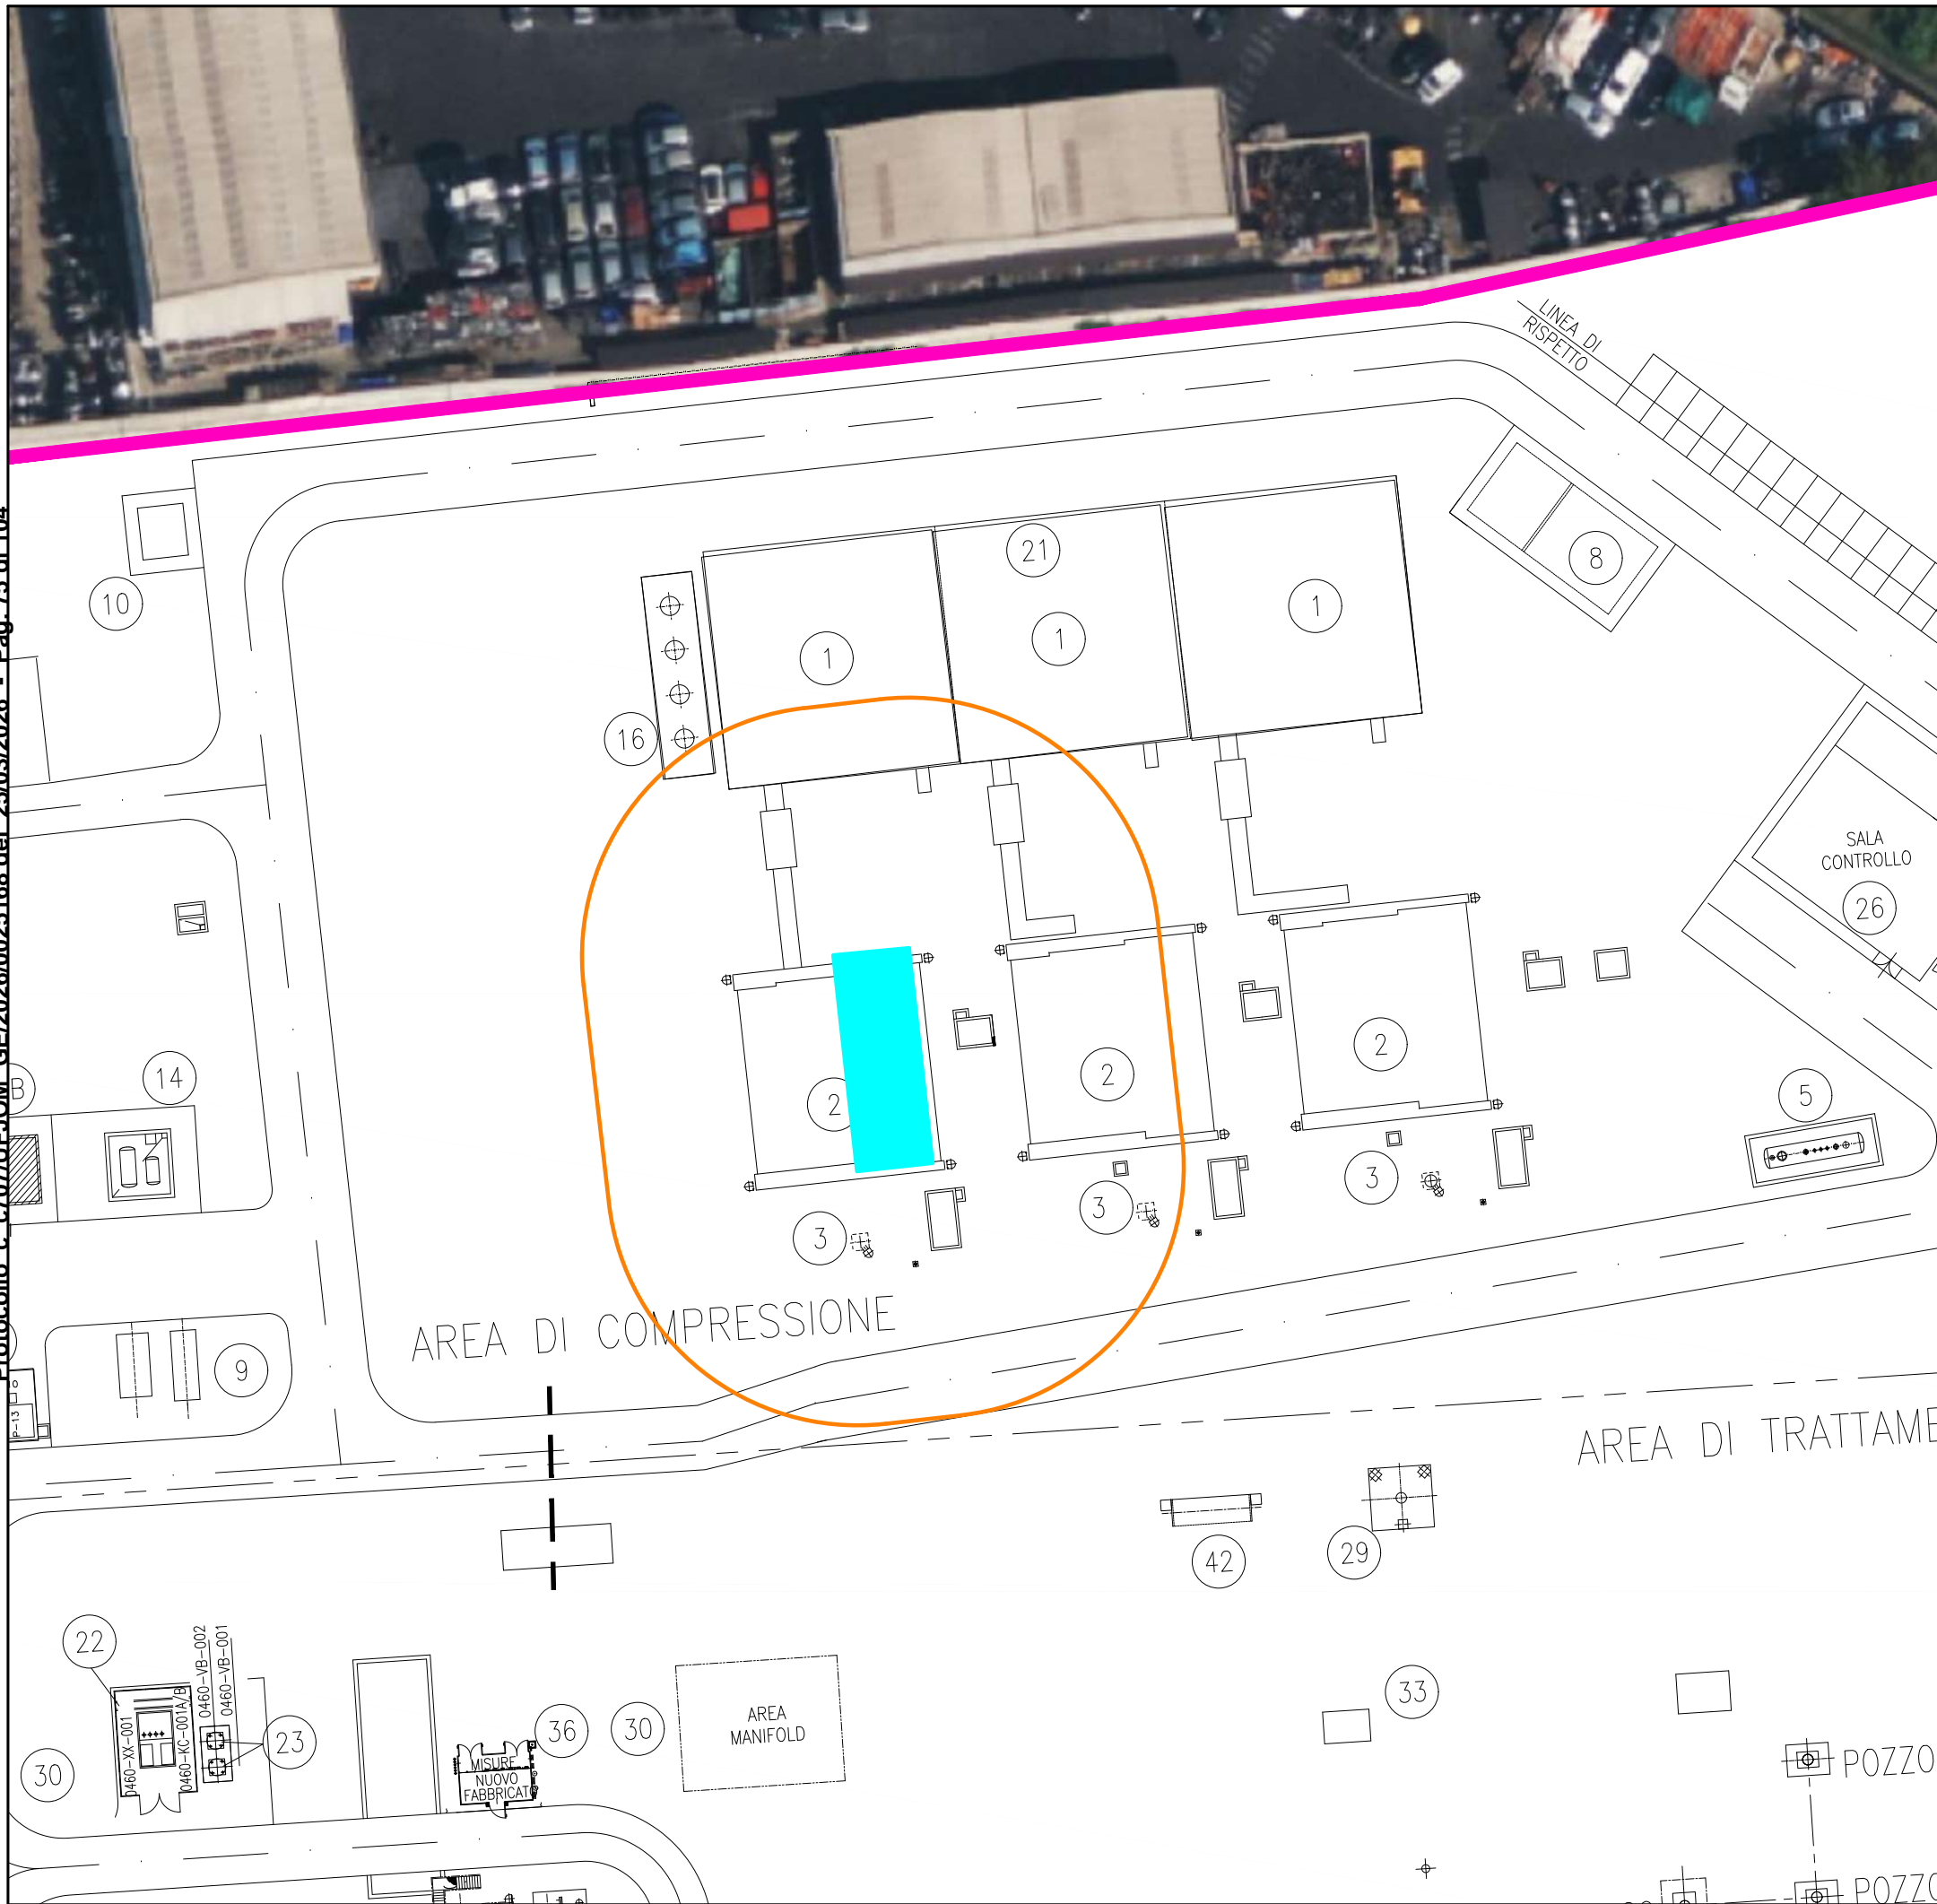 LINEA DI
RISPETTO
10
21
8
1
1
1
16
SALA
CONTROLLO
26
B
14
2
2
2
5
3
3
3
AREA DI COMPRESSIONE
9
P-13
AREA DI TRATTAME
42
29
22
0460-VB-002
0460-VB-001
0460-XX-001
0460-KC-001A/B
23
30
36
MISURE
NUOVO
FABBRICATO
30
AREA
MANIFOLD
33
POZZO
POZZO